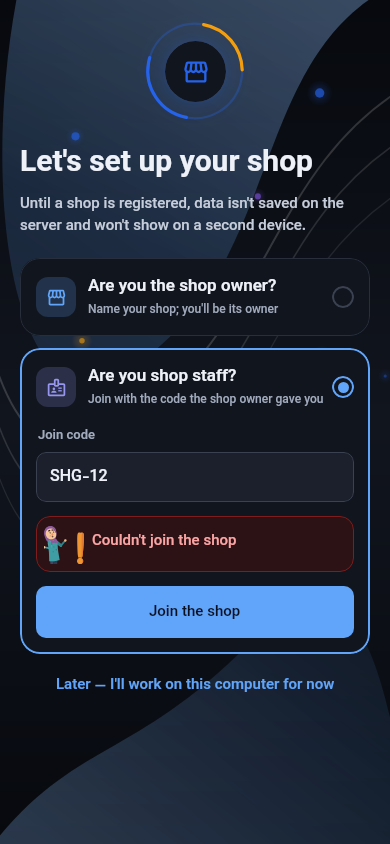 Let's set up your shop
Until a shop is registered, data isn't saved on the
server and won't show on a second device.
Are you the shop owner?
Name your shop; you'll be its owner
Are you shop staff?
Join with the code the shop owner gave you
Join code
SHG-12
Couldn't join the shop
Join the shop
Later — I'll work on this computer for now